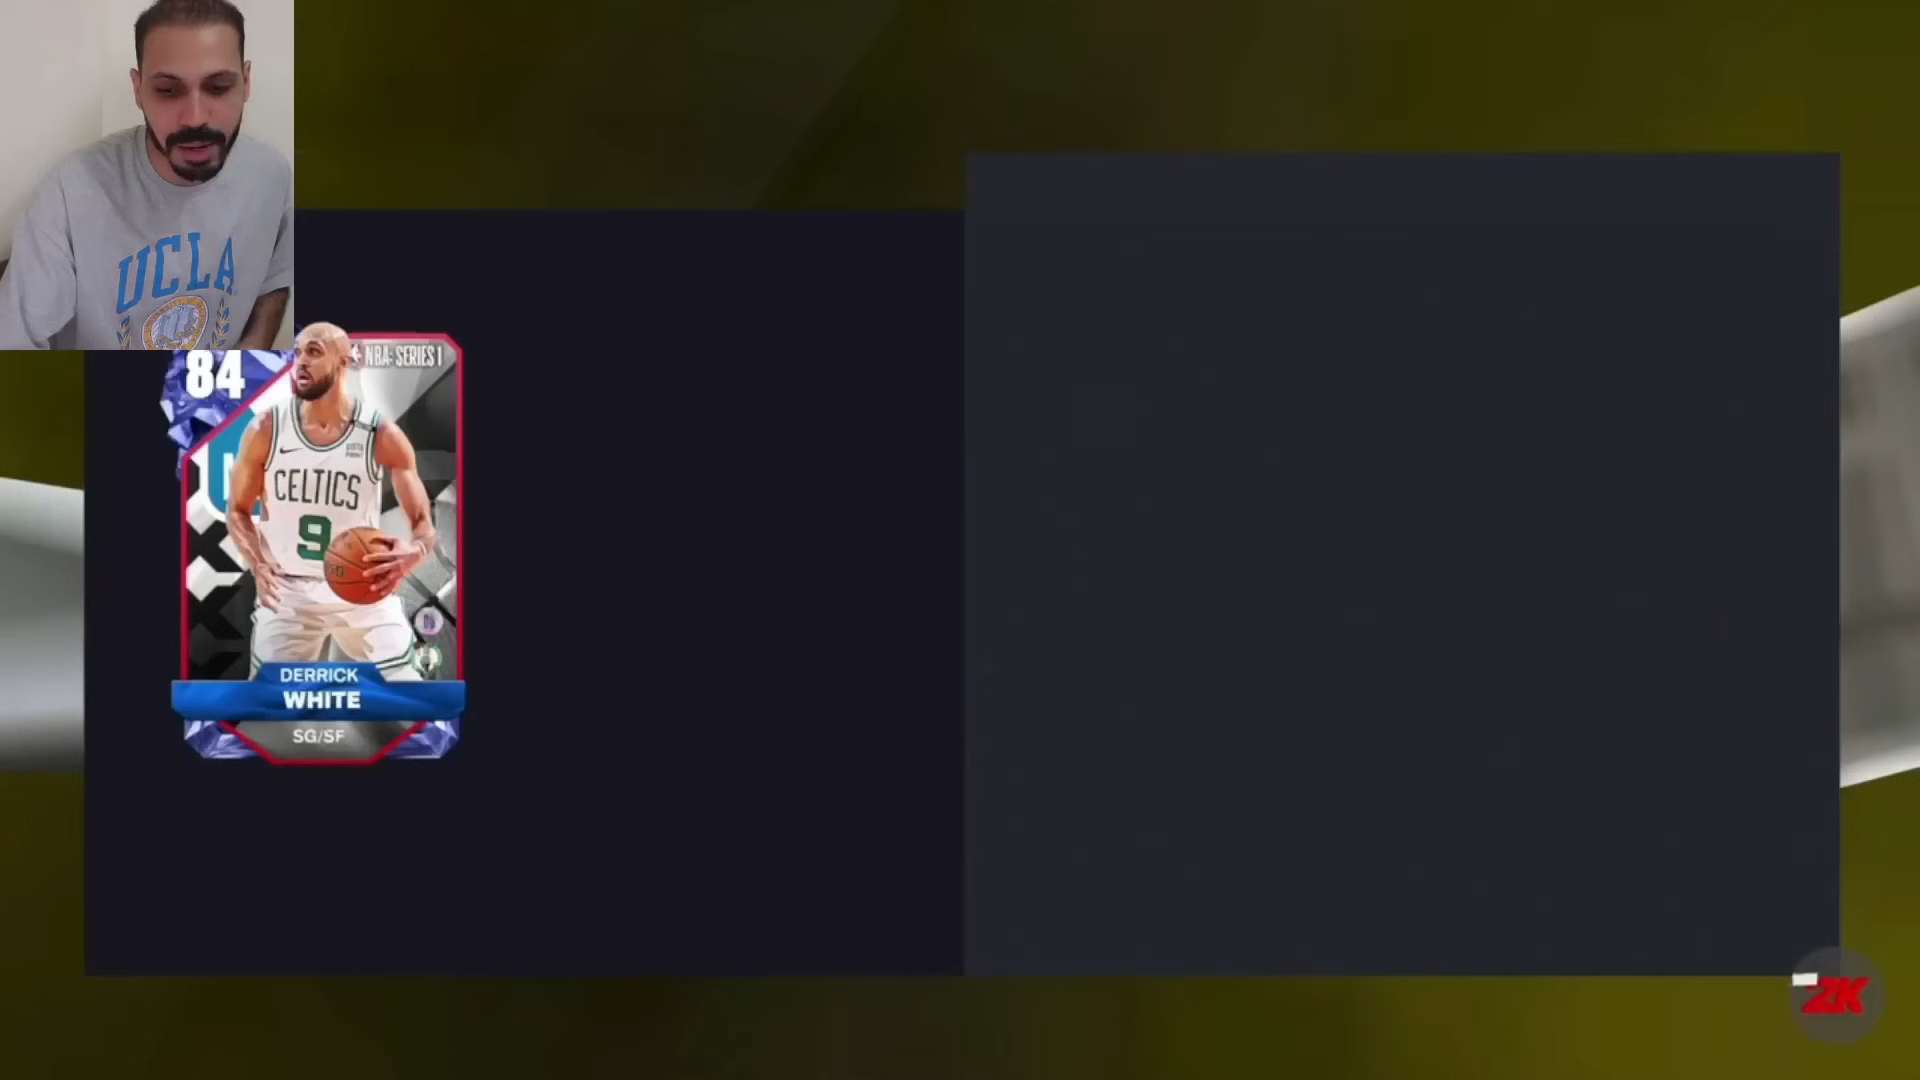 UCLA
84
NBA: SERIES 1
CELTICS
9
DERRICK
WHITE
SG/SF
2K